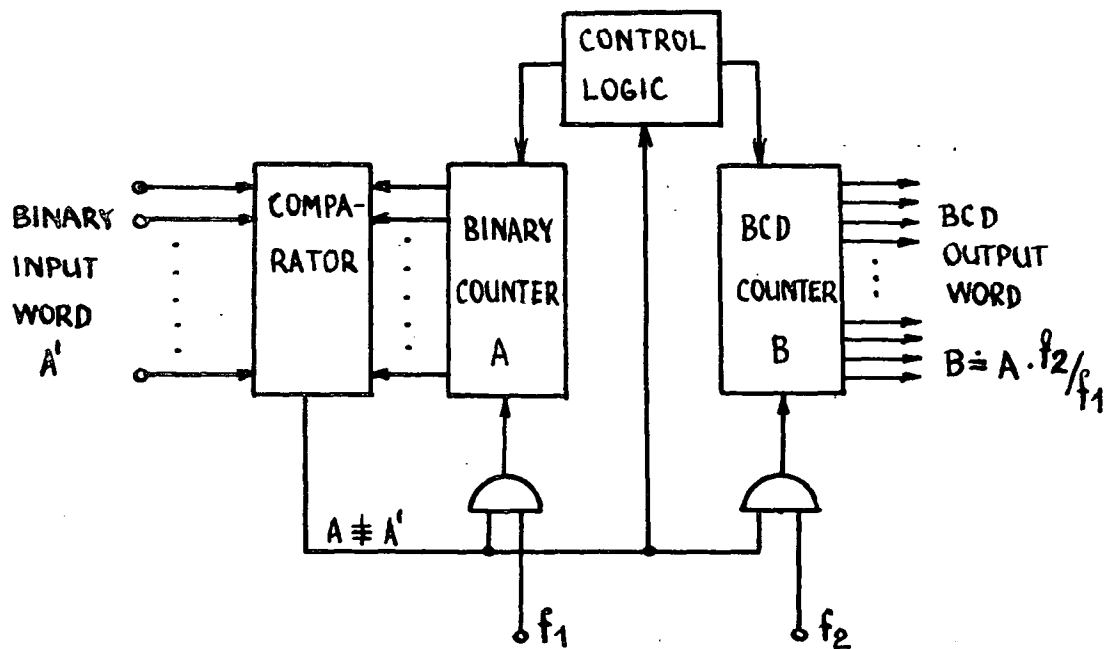 CONTROL
LOGIC
BINARY
INPUT
WORD
A'
COMPA-
RATOR
BINARY
COUNTER
A
BCD
COUNTER
B
BCD
OUTPUT
WORD
B ≐ A · f2/f1
A ≢ A'
f1
f2